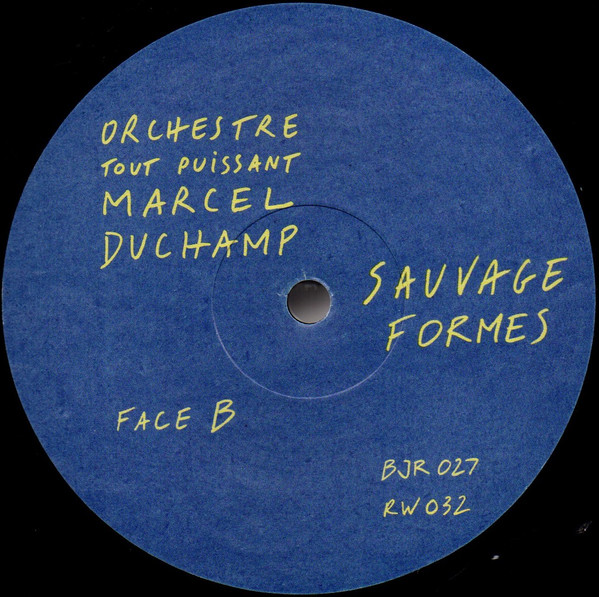 ORCHESTRE
TOUT PUISSANT
MARCEL
DUCHAMP
SAUVAGE
FORMES
FACE B
BJR 027
RW 032